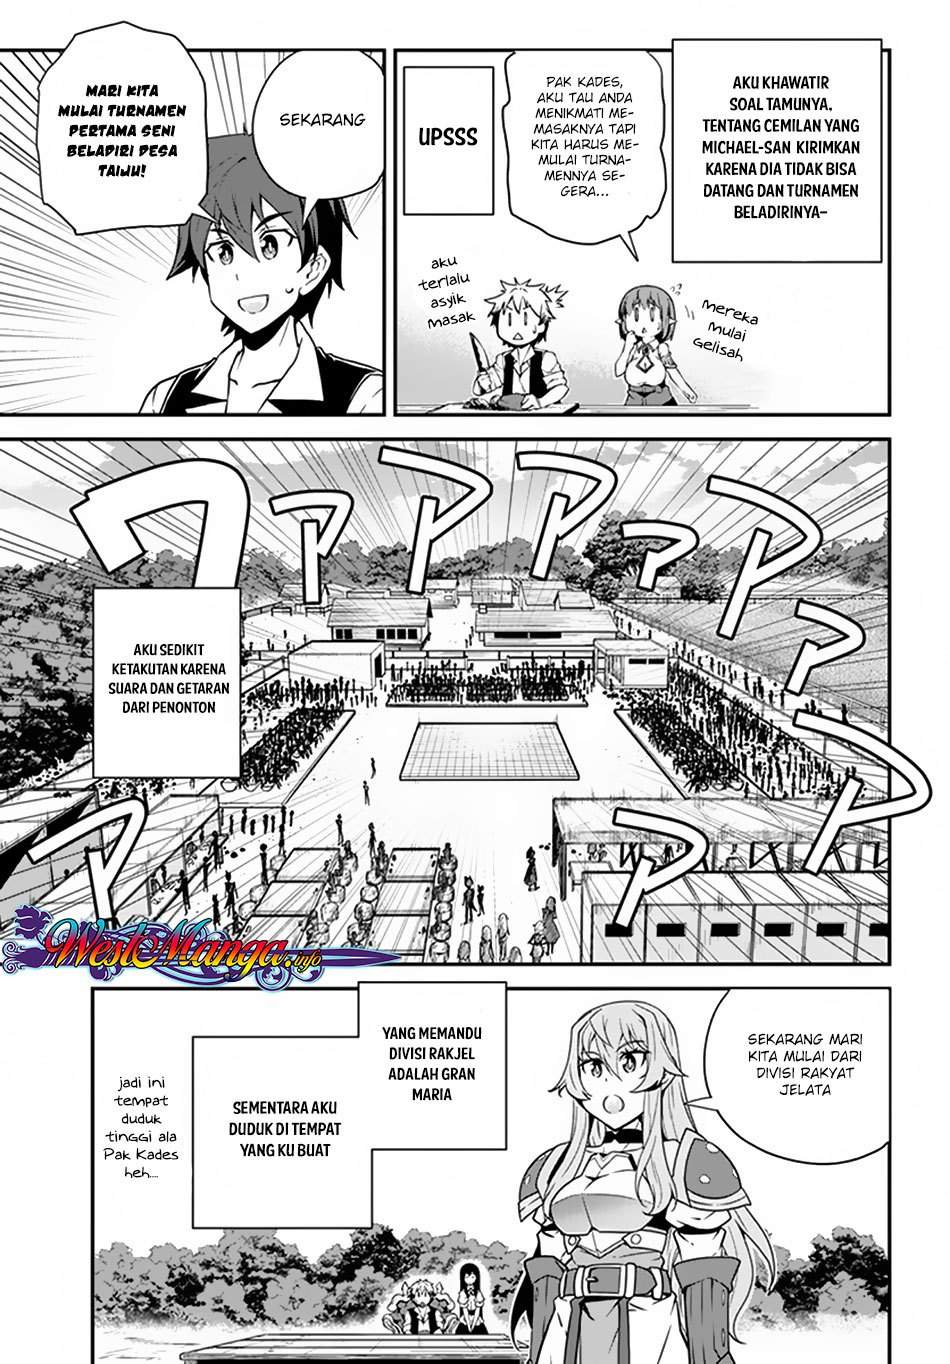 AKU KHAWATIR
SOAL TAMUNYA.
TENTANG CEMILAN YANG
MICHAEL-SAN KIRIMKAN
KARENA DIA TIDAK BISA
DATANG DAN TURNAMEN
BELADIRINYA-
PAK KADES,
AKU TAU ANDA
MENIKMATI ME-
MASAKNYA TAPI
KITA HARUS ME-
MULAI TURNA-
MENNYA SE-
GERA...
UPSSS
mereka
mulai
Gelisah
aku
terlalu
asyik
masak
SEKARANG
MARI KITA
MULAI TURNAMEN
PERTAMA SENI
BELADIRI DESA
TAIJU!
ワァアアアアアアアア
AKU SEDIKIT
KETAKUTAN KARENA
SUARA DAN GETARAN
DARI PENONTON
WestManga.info
SEKARANG MARI
KITA MULAI DARI
DIVISI RAKYAT
JELATA
YANG MEMANDU
DIVISI RAKJEL
ADALAH GRAN
MARIA
SEMENTARA AKU
DUDUK DI TEMPAT
YANG KU BUAT
jadi ini
tempat
duduk
tinggi ala
Pak Kades
heh....